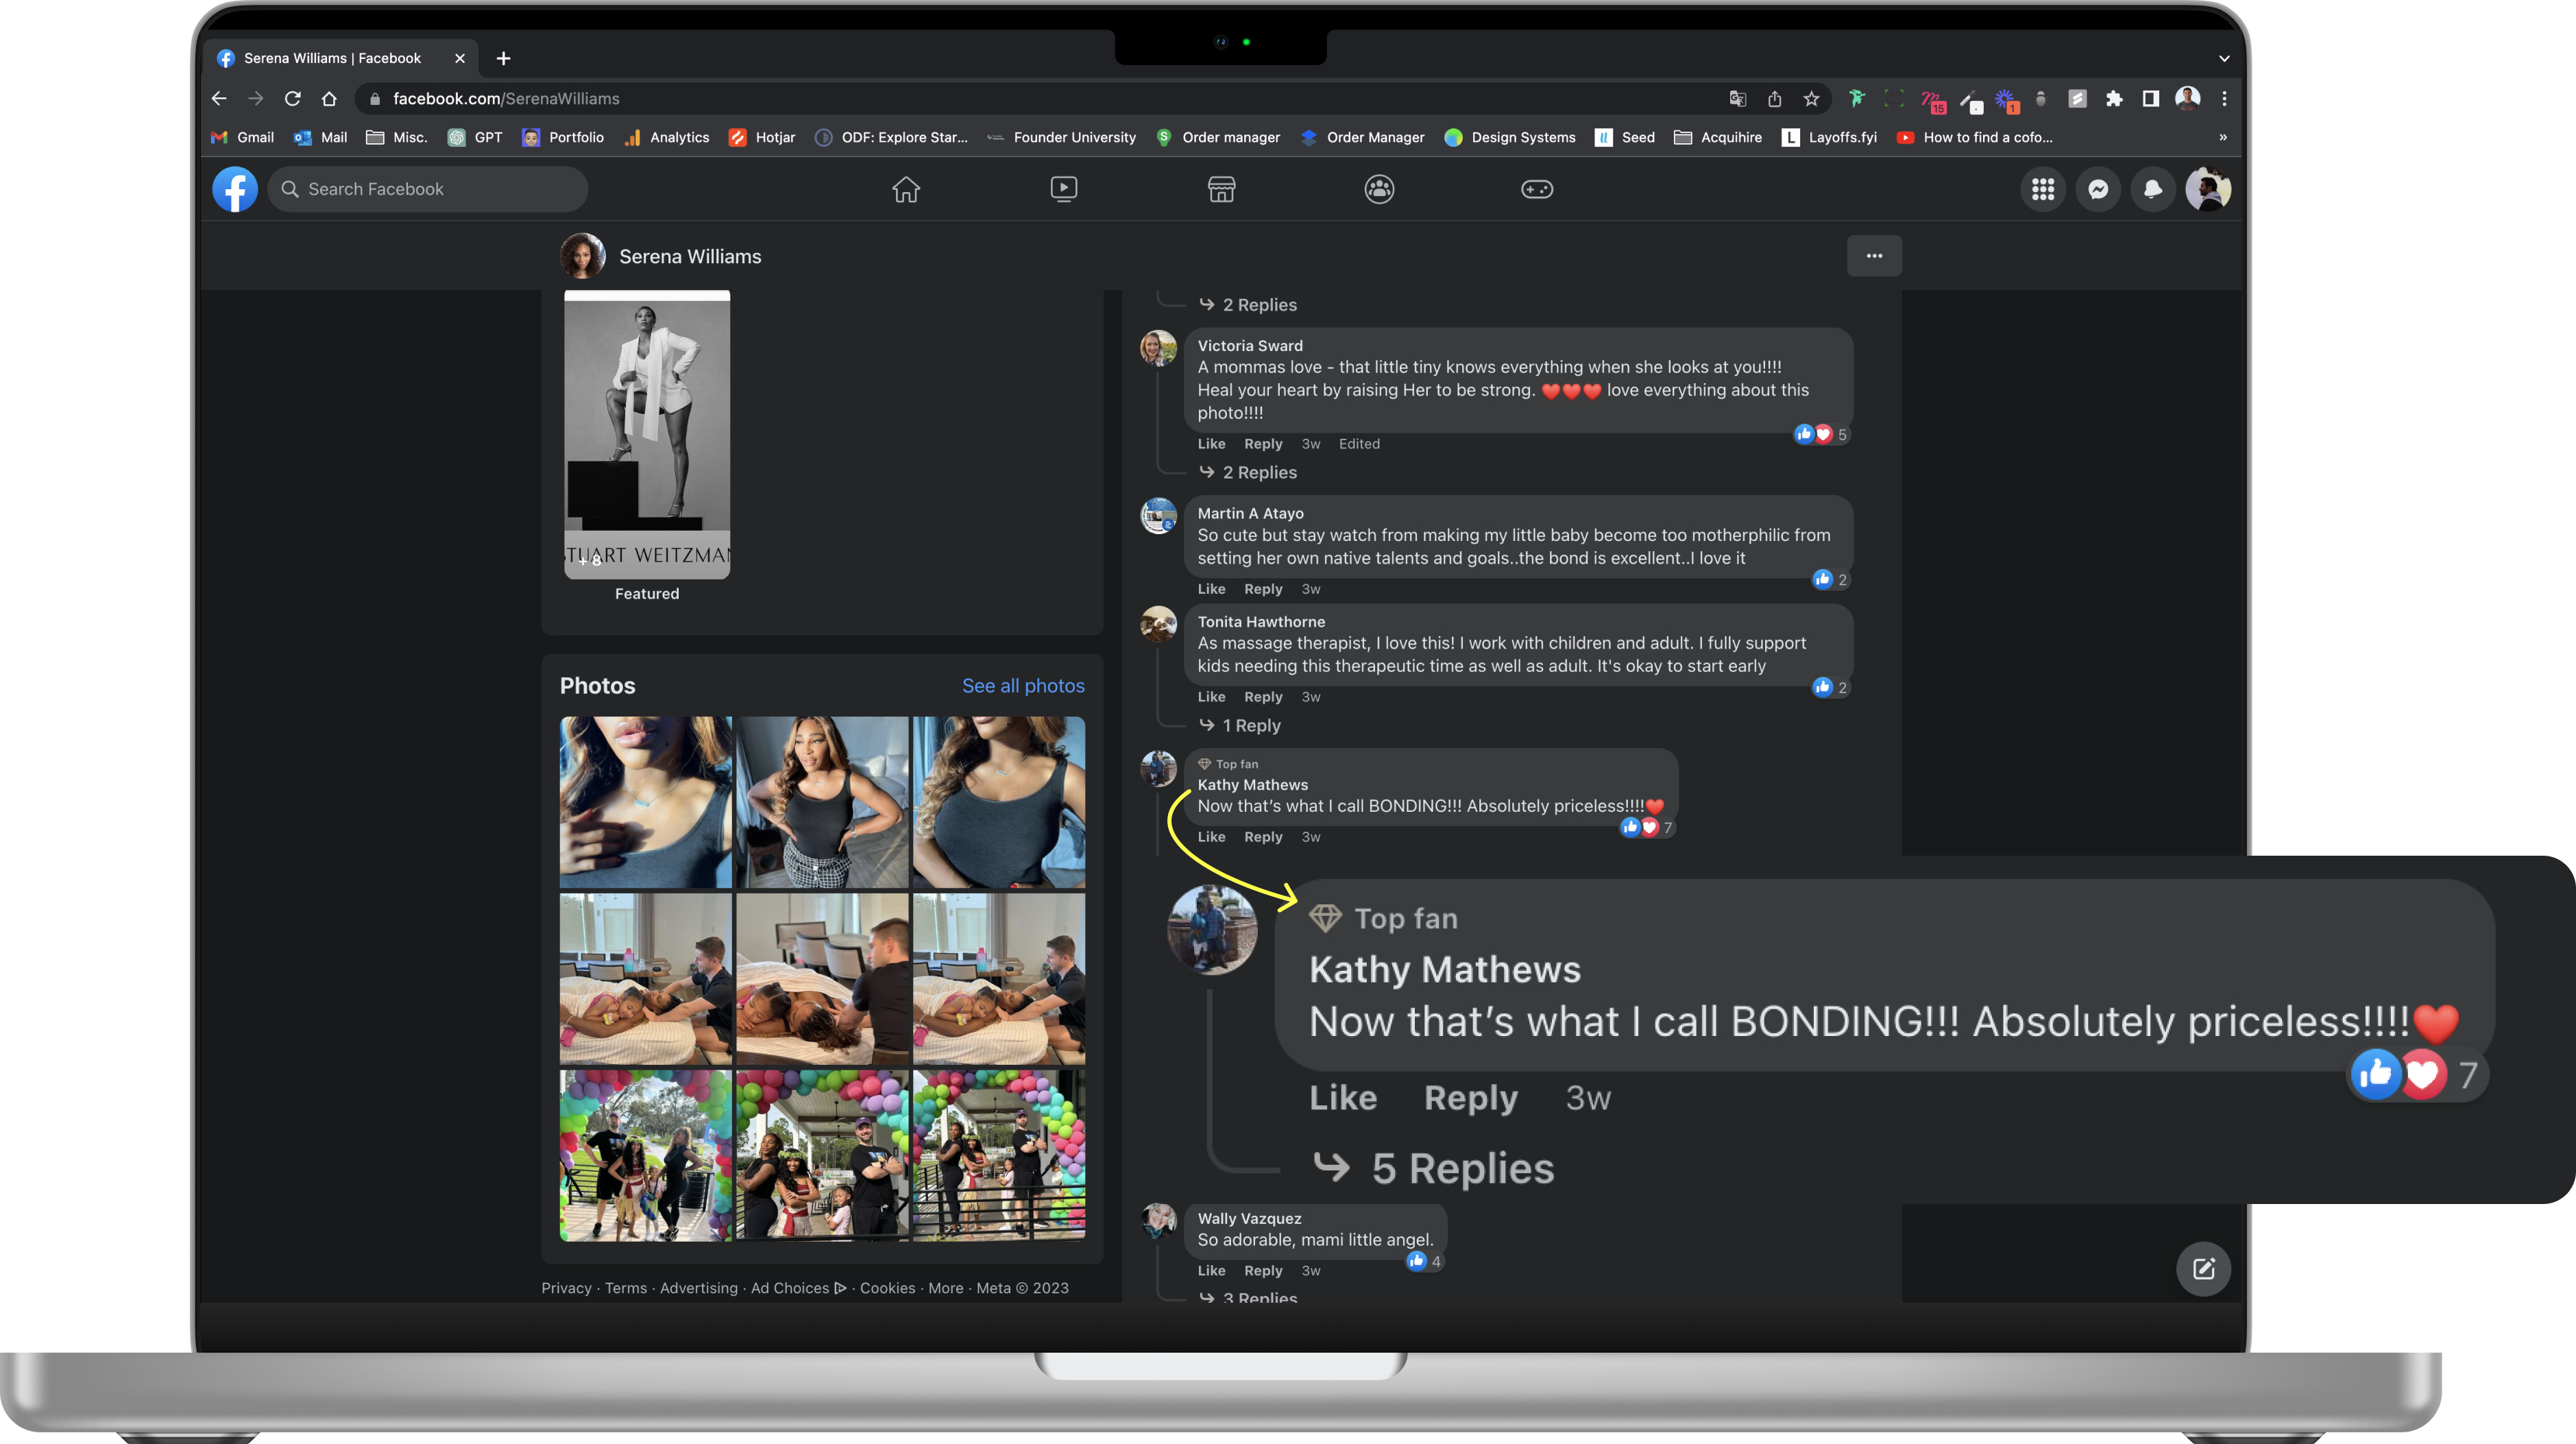 Serena Williams | Facebook
facebook.com/SerenaWilliams
15
1
Gmail Mail Misc. GPT Portfolio Analytics Hotjar ODF: Explore Star... Founder University Order manager Order Manager Design Systems Seed Acquihire L Layoffs.fyi How to find a cofo... »
Search Facebook
Serena Williams
STUART WEITZMAN
+ 8
Featured
Photos
See all photos
Privacy · Terms · Advertising · Ad Choices · Cookies · More · Meta © 2023
2 Replies
Victoria Sward
A mommas love - that little tiny knows everything when she looks at you!!!!
Heal your heart by raising Her to be strong. ❤️❤️❤️ love everything about this
photo!!!!
Like Reply 3w Edited
5
2 Replies
Martin A Atayo
So cute but stay watch from making my little baby become too motherphilic from
setting her own native talents and goals..the bond is excellent..I love it
Like Reply 3w
2
Tonita Hawthorne
As massage therapist, I love this! I work with children and adult. I fully support
kids needing this therapeutic time as well as adult. It's okay to start early
Like Reply 3w
2
1 Reply
Top fan
Kathy Mathews
Now that’s what I call BONDING!!! Absolutely priceless!!!!❤️
Like Reply 3w
7
Top fan
Kathy Mathews
Now that’s what I call BONDING!!! Absolutely priceless!!!!❤️
7
Like Reply 3w
5 Replies
Wally Vazquez
So adorable, mami little angel.
Like Reply 3w
4
3 Replies